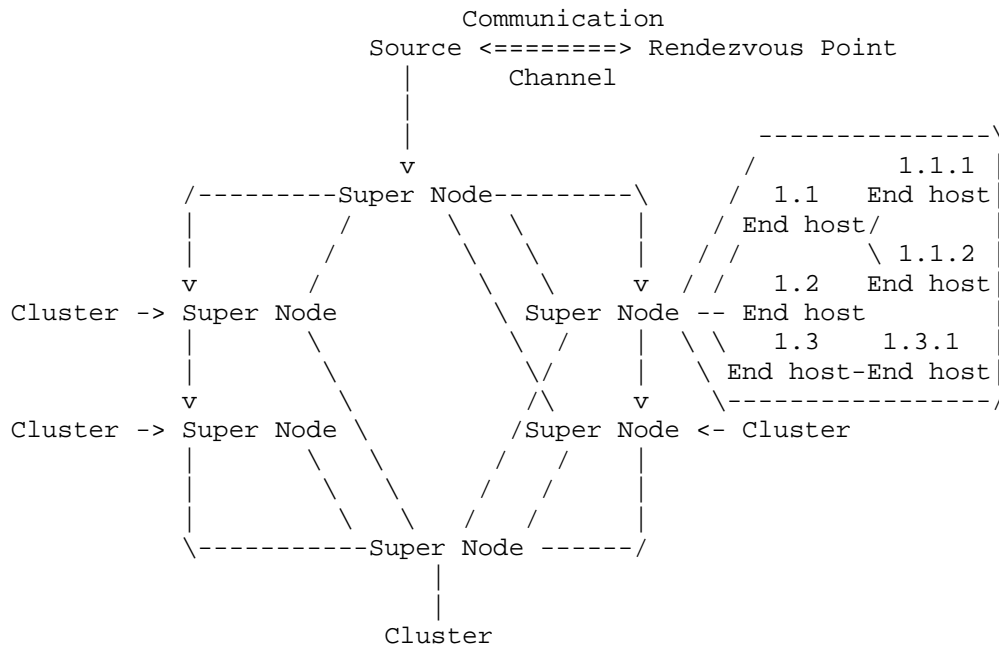 Communication
Source <========> Rendezvous Point
Channel
1.1.1
Super Node 1.1 End host
End host
1.1.2
1.2 End host
Cluster -> Super Node Super Node -- End host
1.3 1.3.1
End host-End host
Cluster -> Super Node Super Node <- Cluster
Super Node
Cluster